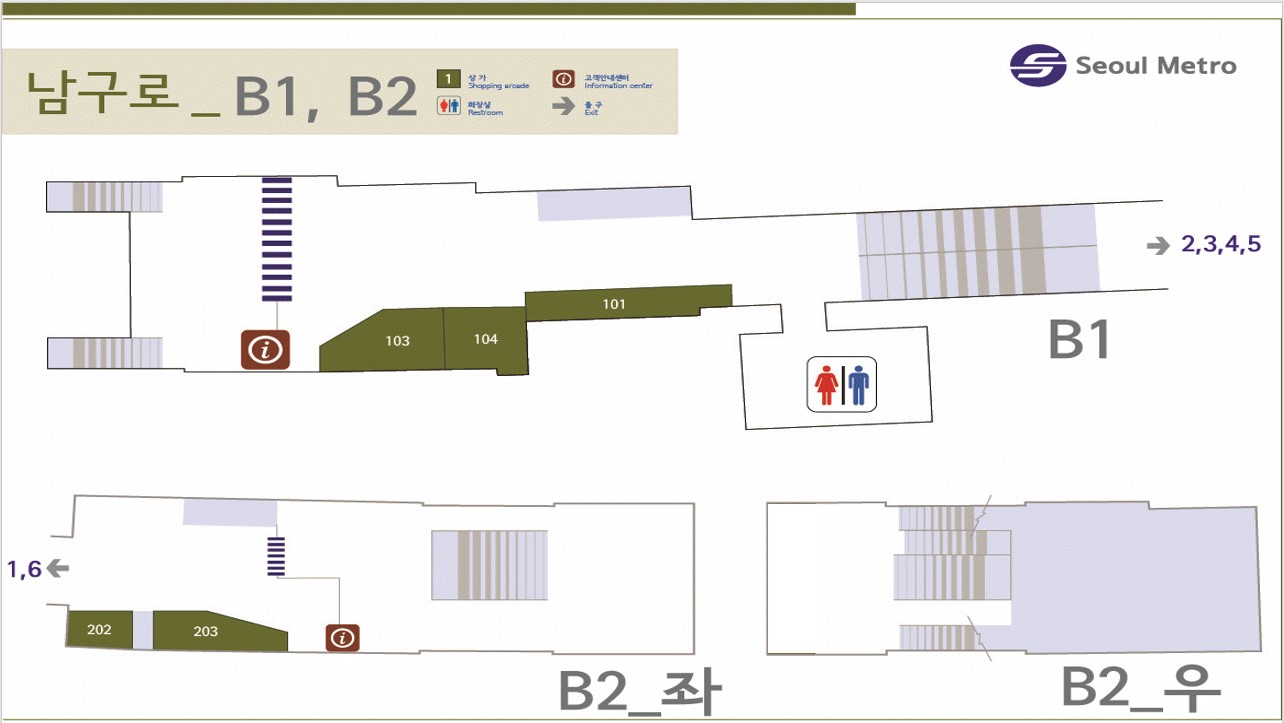 남구로_ B1, B2
1 상 가
Shopping arcade
고객안내센터
Information center
화장실
Restroom
출 구
Exit
Seoul Metro
2,3,4,5
101
103
104
B1
1,6
202
203
B2_좌
B2_우